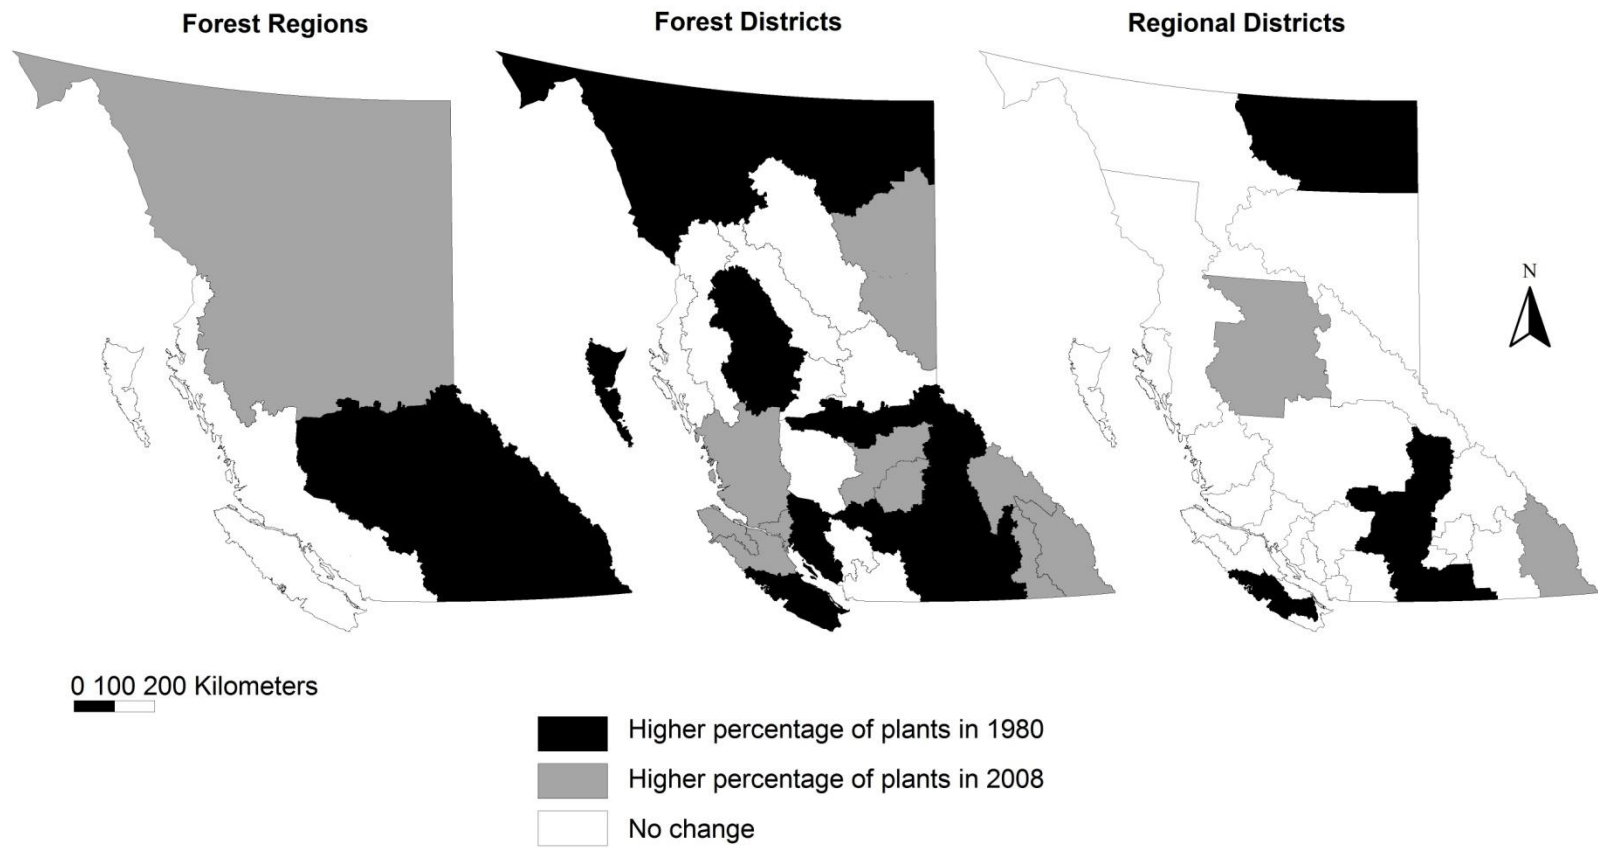 Forest Regions
Forest Districts
Regional Districts
N
0 100 200 Kilometers
Higher percentage of plants in 1980
Higher percentage of plants in 2008
No change